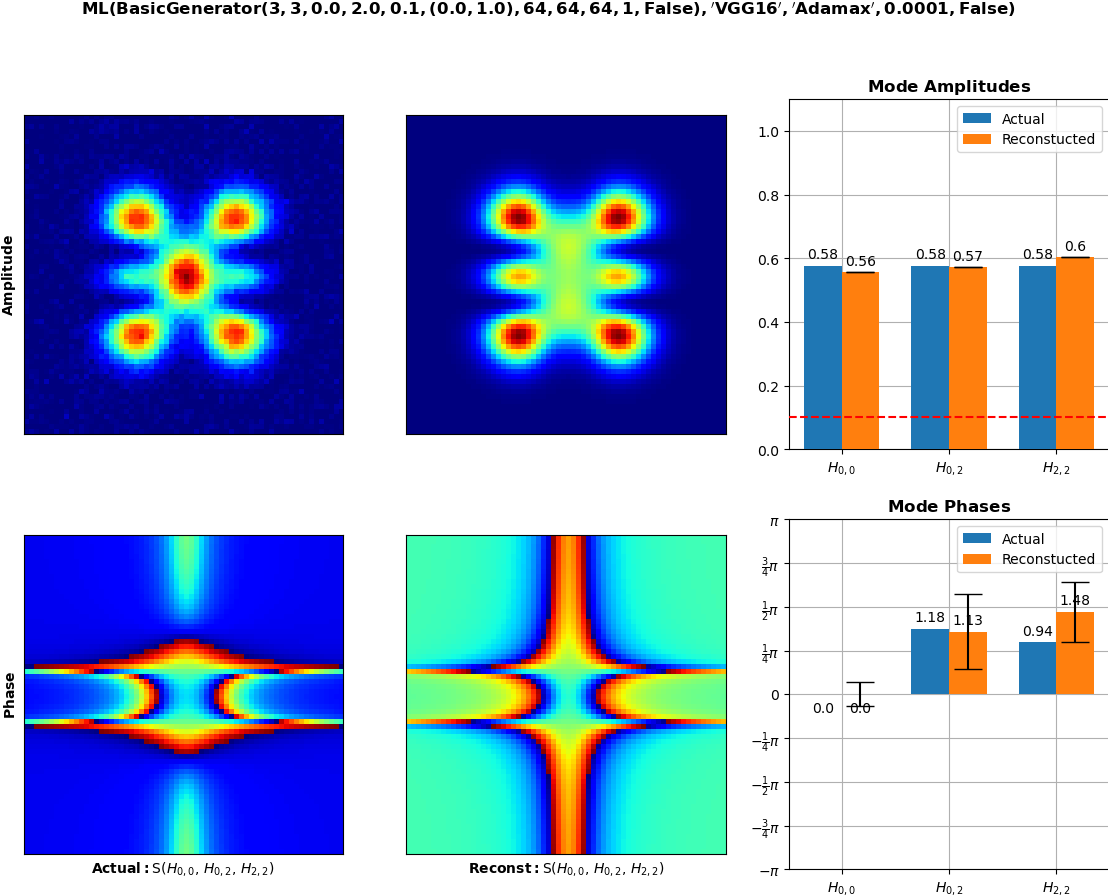 ML(BasicGenerator(3, 3, 0.0, 2.0, 0.1, (0.0, 1.0), 64, 64, 64, 1, False), ′VGG16′, ′Adamax′, 0.0001, False)
Amplitude
Mode Amplitudes
Actual
Reconstucted
1.0
0.8
0.6
0.4
0.2
0.0
0.58
0.56
0.58
0.57
0.58
0.6
H0,0
H0,2
H2,2
Phase
Actual: S(H0,0, H0,2, H2,2)
Reconst: S(H0,0, H0,2, H2,2)
Mode Phases
Actual
Reconstucted
π
3/4π
1/2π
1/4π
0
−1/4π
−1/2π
−3/4π
−π
0.0
0.0
1.18
1.13
0.94
1.48
H0,0
H0,2
H2,2